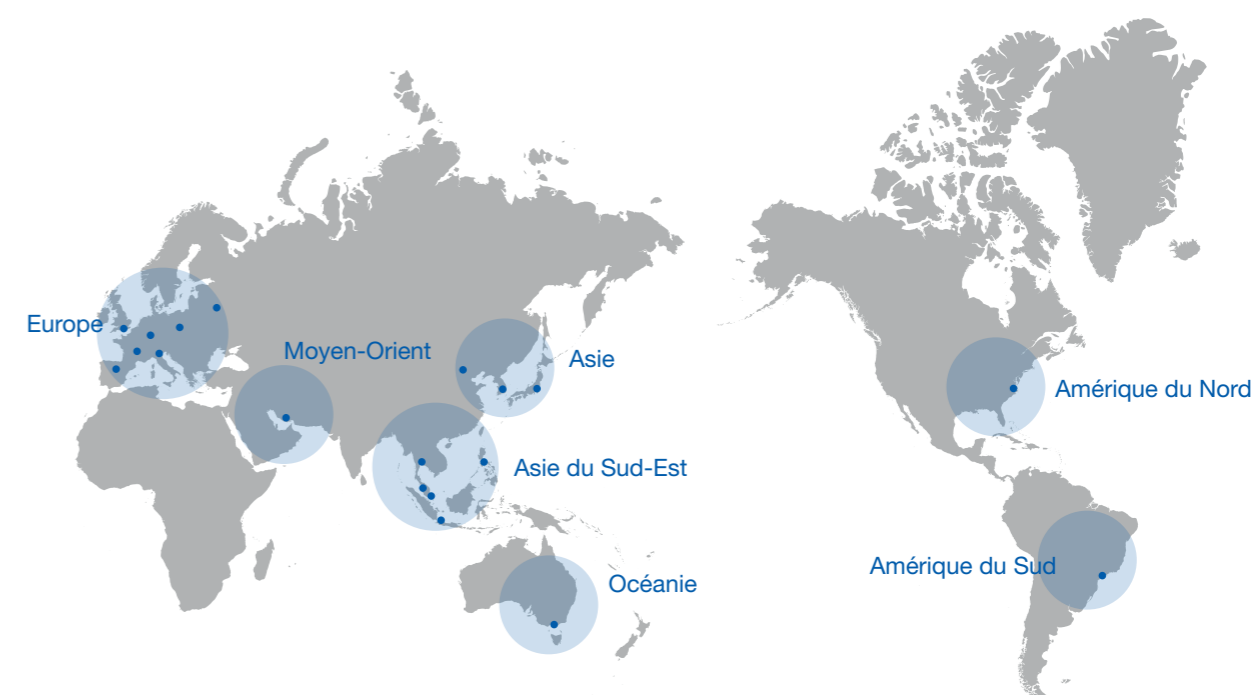 Europe
Moyen-Orient
Asie
Amérique du Nord
Asie du Sud-Est
Amérique du Sud
Océanie